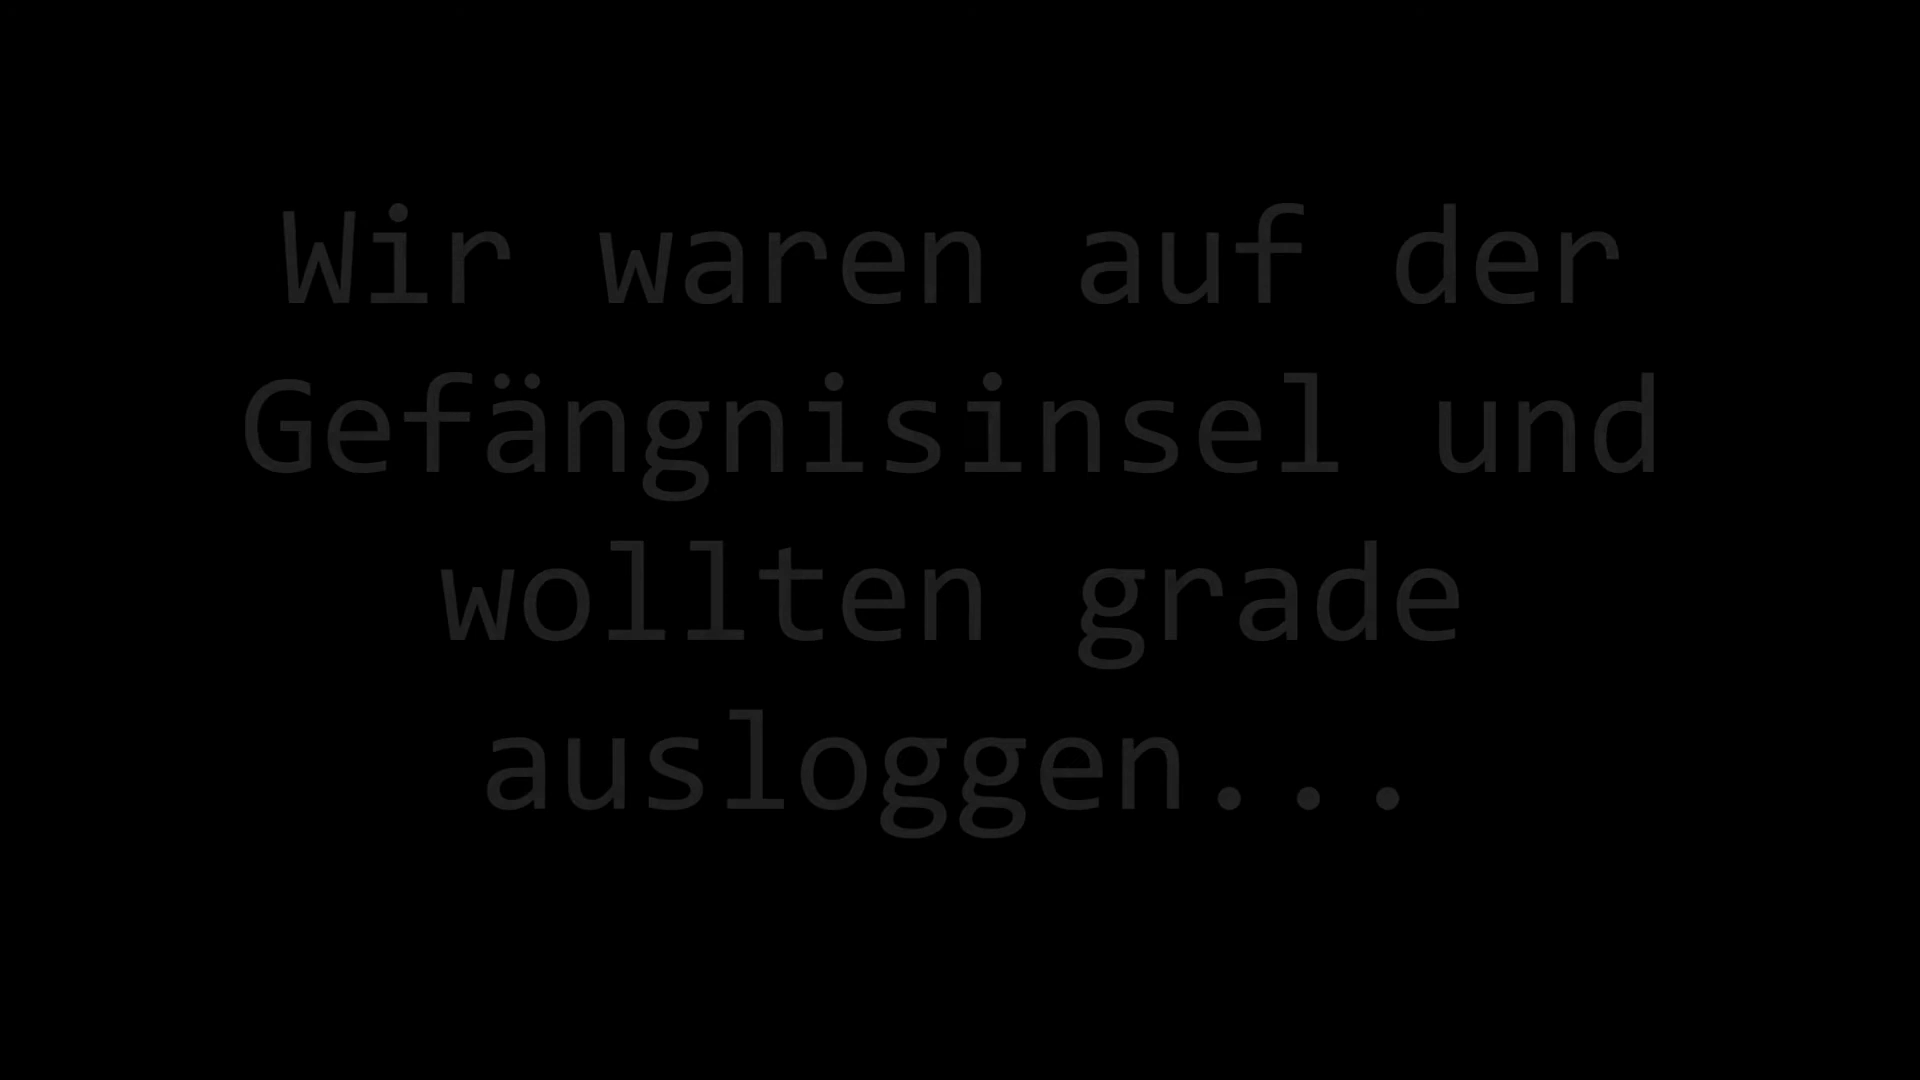 Wir waren auf der
Gefängnisinsel und
wollten grade
ausloggen...